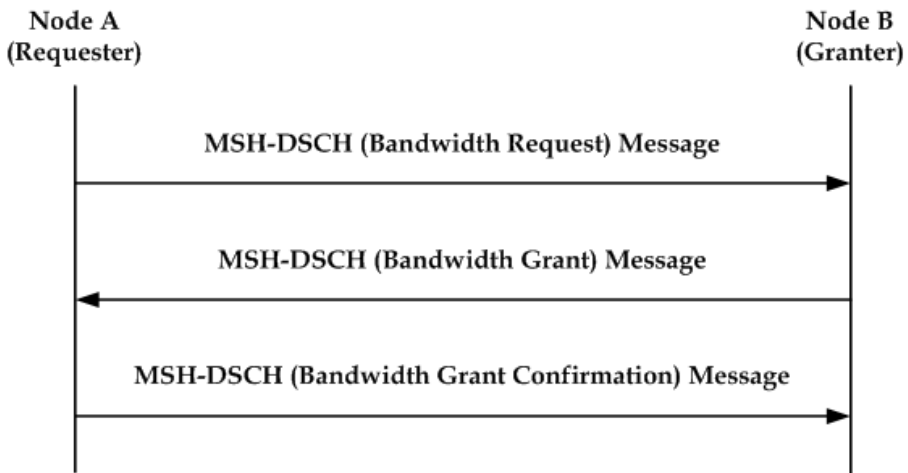 Node A
(Requester)
Node B
(Granter)
MSH-DSCH (Bandwidth Request) Message
MSH-DSCH (Bandwidth Grant) Message
MSH-DSCH (Bandwidth Grant Confirmation) Message